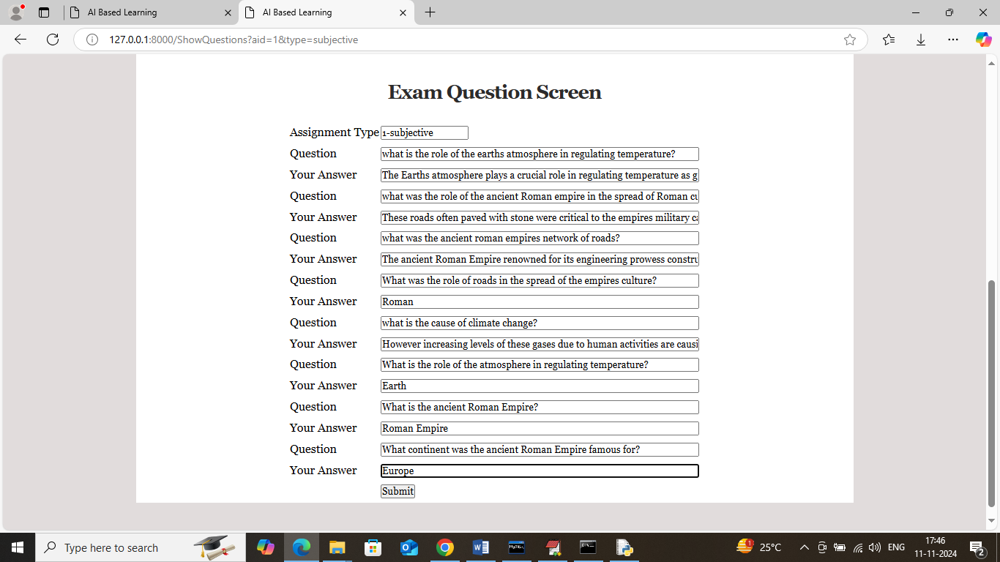 AI Based Learning
AI Based Learning
127.0.0.1:8000/ShowQuestions?aid=1&type=subjective
Exam Question Screen
Assignment Type 1-subjective
Question what is the role of the earths atmosphere in regulating temperature?
Your Answer The Earths atmosphere plays a crucial role in regulating temperature as g
Question what was the role of the ancient Roman empire in the spread of Roman cu
Your Answer These roads often paved with stone were critical to the empires military ca
Question what was the ancient roman empires network of roads?
Your Answer The ancient Roman Empire renowned for its engineering prowess constru
Question What was the role of roads in the spread of the empires culture?
Your Answer Roman
Question what is the cause of climate change?
Your Answer However increasing levels of these gases due to human activities are causi
Question What is the role of the atmosphere in regulating temperature?
Your Answer Earth
Question What is the ancient Roman Empire?
Your Answer Roman Empire
Question What continent was the ancient Roman Empire famous for?
Your Answer Europe
Submit
Type here to search
1
25°C
ENG
17:46
11-11-2024
2